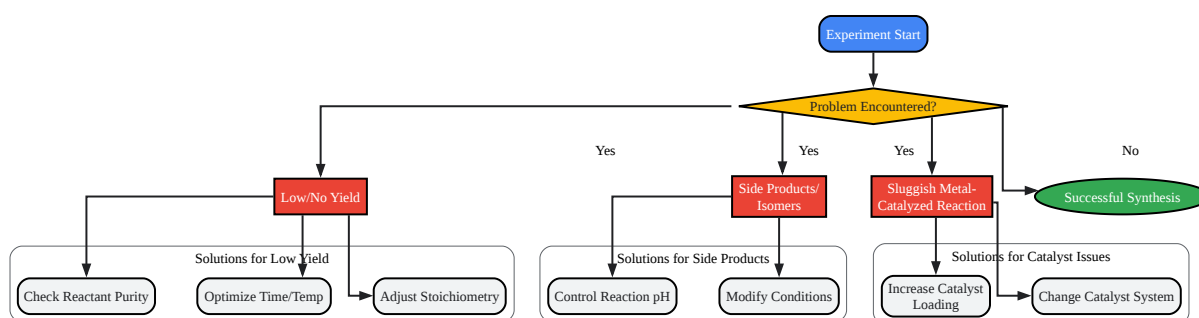 Experiment Start
Problem Encountered?
Yes
Yes
Yes
No
Low/No Yield
Side Products/
Isomers
Sluggish Metal-
Catalyzed Reaction
Successful Synthesis
Solutions for Low Yield
Solutions for Side Products
Solutions for Catalyst Issues
Check Reactant Purity
Optimize Time/Temp
Adjust Stoichiometry
Control Reaction pH
Modify Conditions
Increase Catalyst
Loading
Change Catalyst System